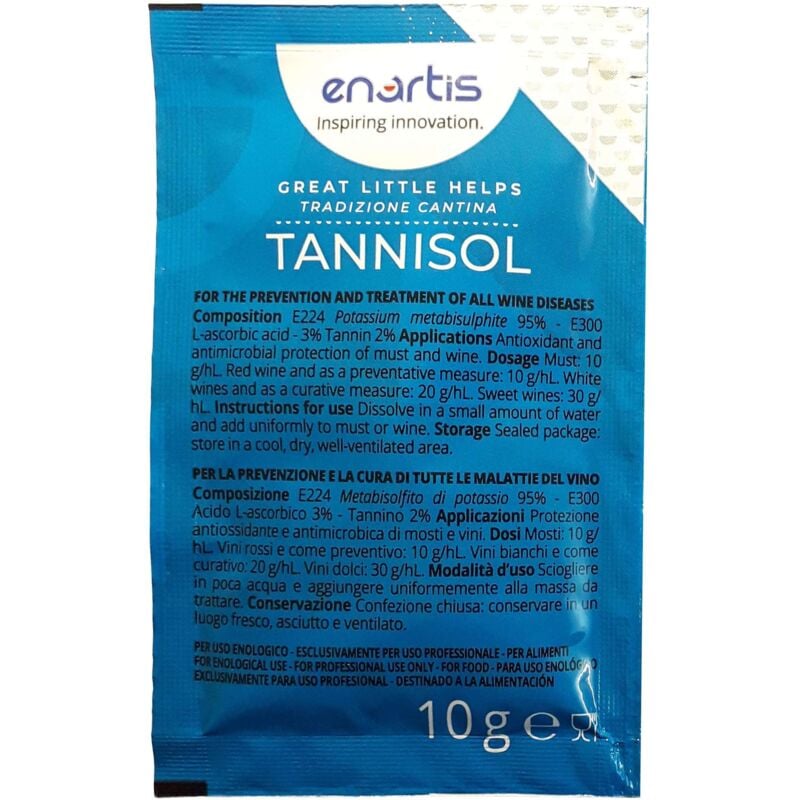 enartis
Inspiring innovation.
GREAT LITTLE HELPS
TRADIZIONE CANTINA
TANNISOL
FOR THE PREVENTION AND TREATMENT OF ALL WINE DISEASES
Composition E224 Potassium metabisulphite 95% - E300
L-ascorbic acid - 3% Tannin 2% Applications Antioxidant and
antimicrobial protection of must and wine. Dosage Must: 10
g/hL. Red wine and as a preventative measure: 10 g/hL. White
wines and as a curative measure: 20 g/hL. Sweet wines: 30 g/
hL. Instructions for use Dissolve in a small amount of water
and add uniformely to must or wine. Storage Sealed package:
store in a cool, dry, well-ventilated area.
PER LA PREVENZIONE E LA CURA DI TUTTE LE MALATTIE DEL VINO
Composizione E224 Metabisolfito di potassio 95% - E300
Acido L-ascorbico 3% - Tannino 2% Applicazioni Protezione
antiossidante e antimicrobica di mosti e vini. Dosi Mosti: 10 g/
hL. Vini rossi e come preventivo: 10 g/hL. Vini bianchi e come
curativo: 20 g/hL. Vini dolci: 30 g/hL. Modalità d'uso Sciogliere
in poca acqua e aggiungere uniformemente alla massa da
trattare. Conservazione Confezione chiusa: conservare in un
luogo fresco, asciutto e ventilato.
PER USO ENOLOGICO - ESCLUSIVAMENTE PER USO PROFESSIONALE - PER ALIMENTI
FOR ENOLOGICAL USE - FOR PROFESSIONAL USE ONLY - FOR FOOD - PARA USO ENOLÓGICO
EXCLUSIVAMENTE PARA USO PROFESIONAL - DESTINADO A LA ALIMENTACIÓN
10 g e